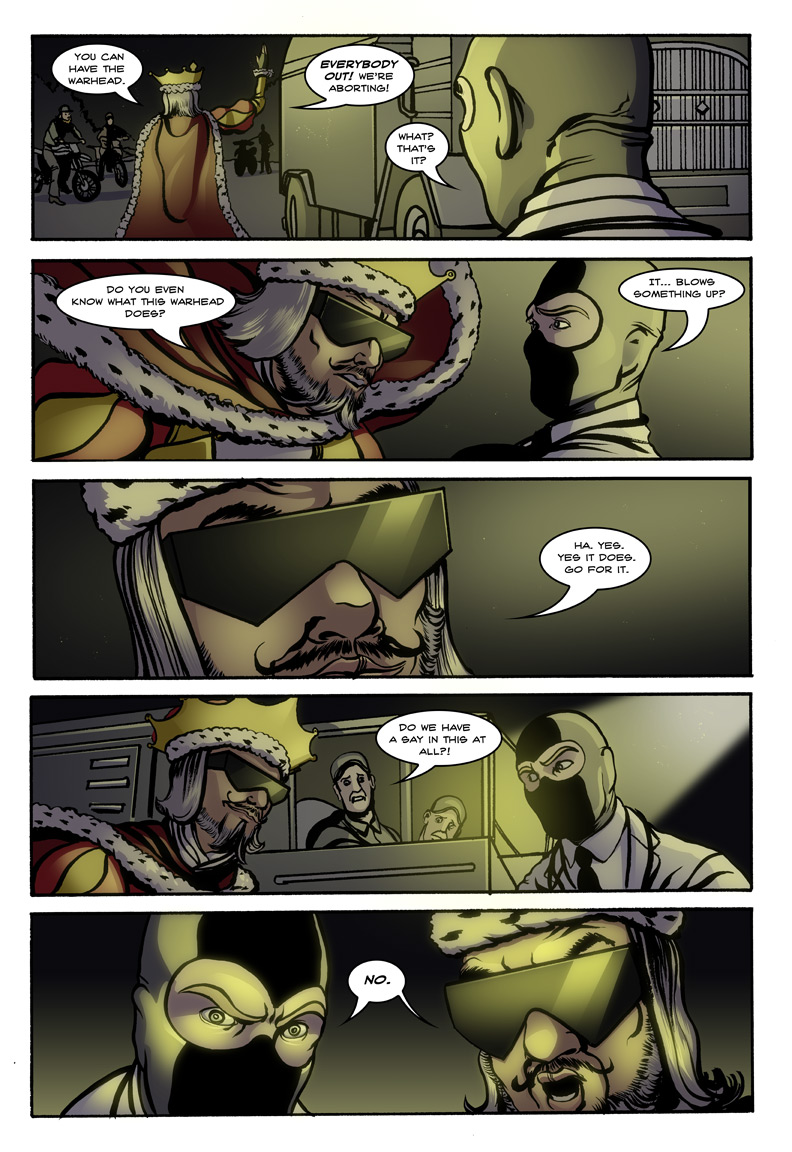 YOU CAN
HAVE THE
WARHEAD.
EVERYBODY
OUT! WE'RE
ABORTING!
WHAT?
THAT'S
IT?
DO YOU EVEN
KNOW WHAT THIS WARHEAD
DOES?
IT... BLOWS
SOMETHING UP?
HA. YES.
YES IT DOES.
GO FOR IT.
DO WE HAVE
A SAY IN THIS AT
ALL?!
NO.